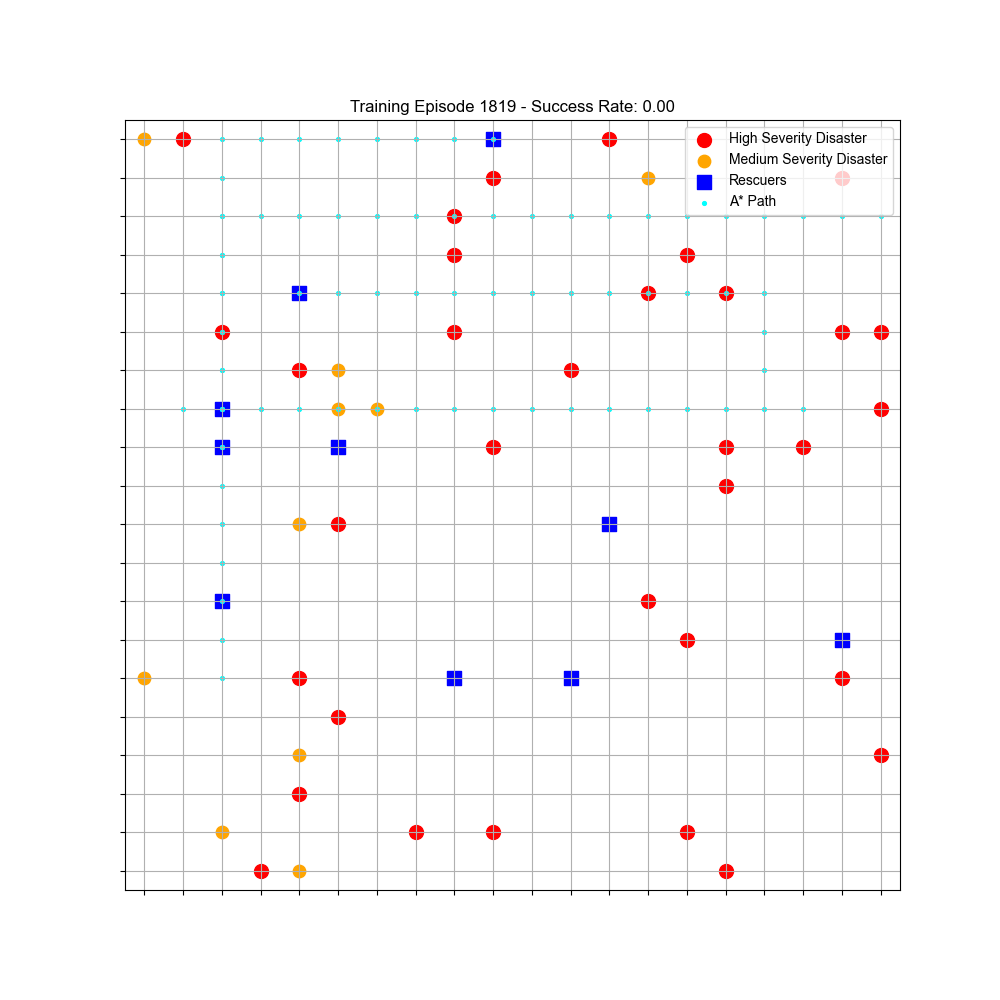 Training Episode 1819 - Success Rate: 0.00
High Severity Disaster
Medium Severity Disaster
Rescuers
A* Path